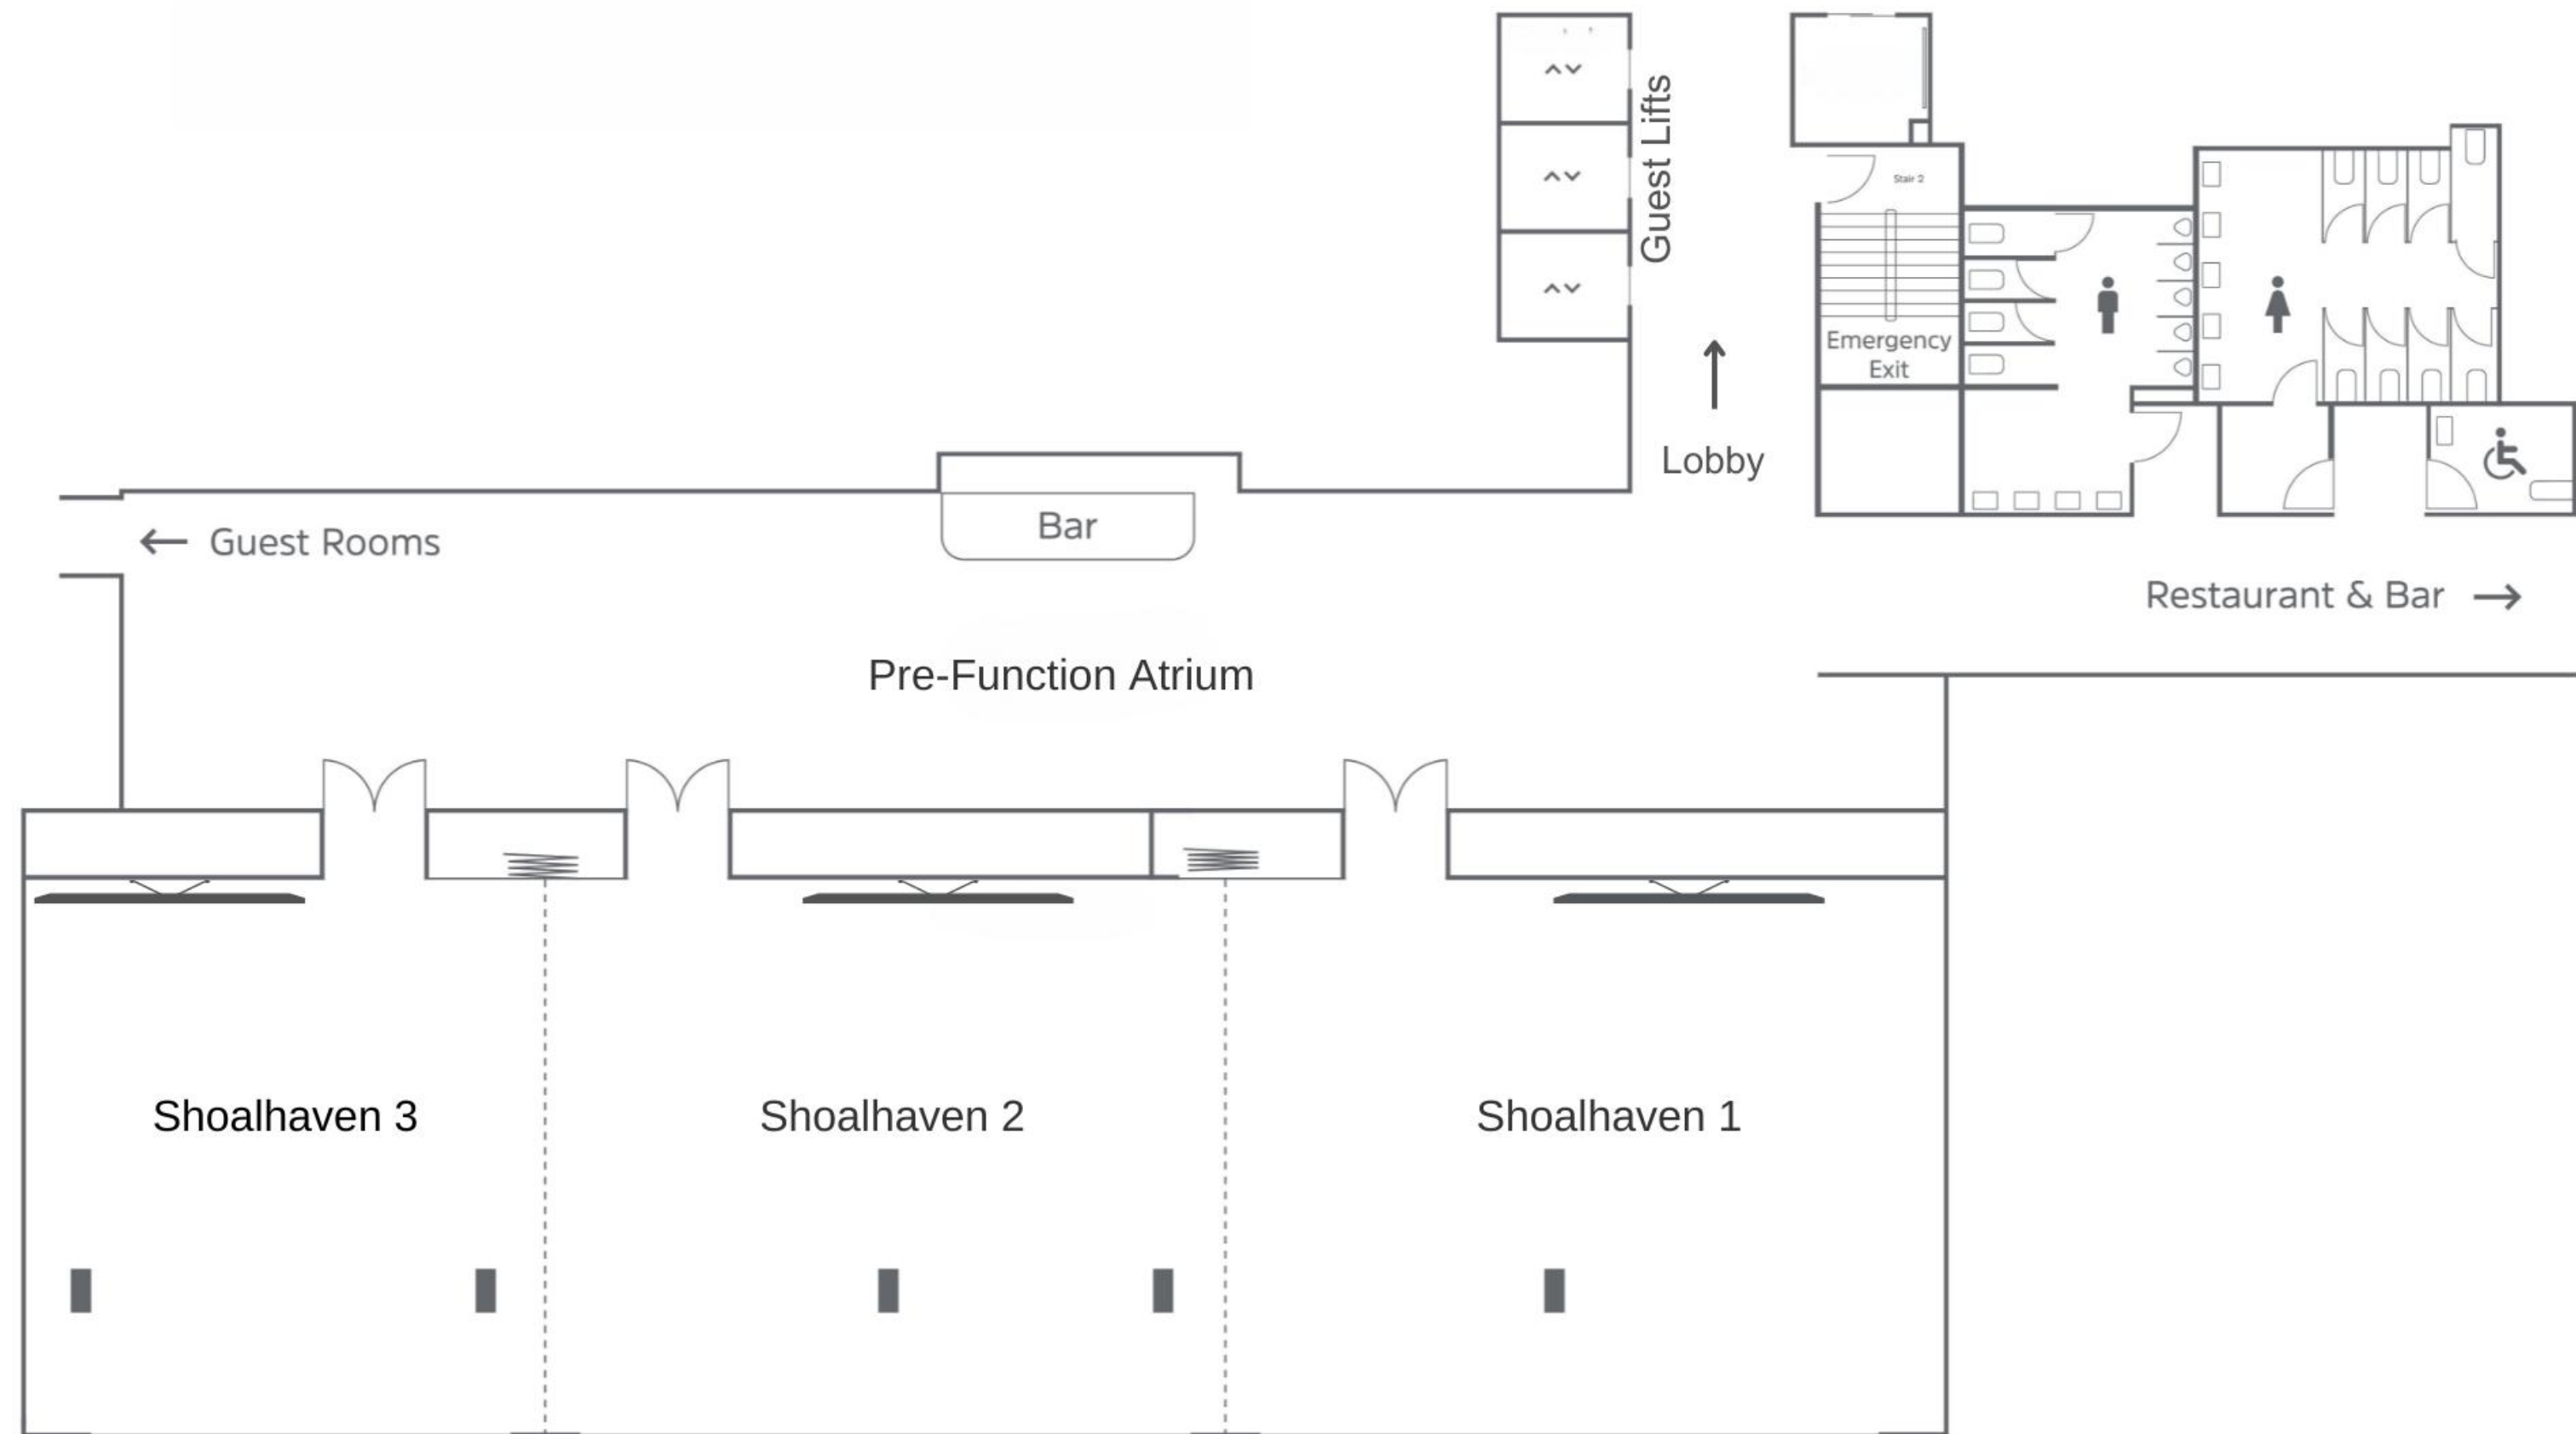 Guest Lifts
Stair 2
Emergency
Exit
Lobby
Bar
← Guest Rooms
Restaurant & Bar →
Pre-Function Atrium
Shoalhaven 3
Shoalhaven 2
Shoalhaven 1